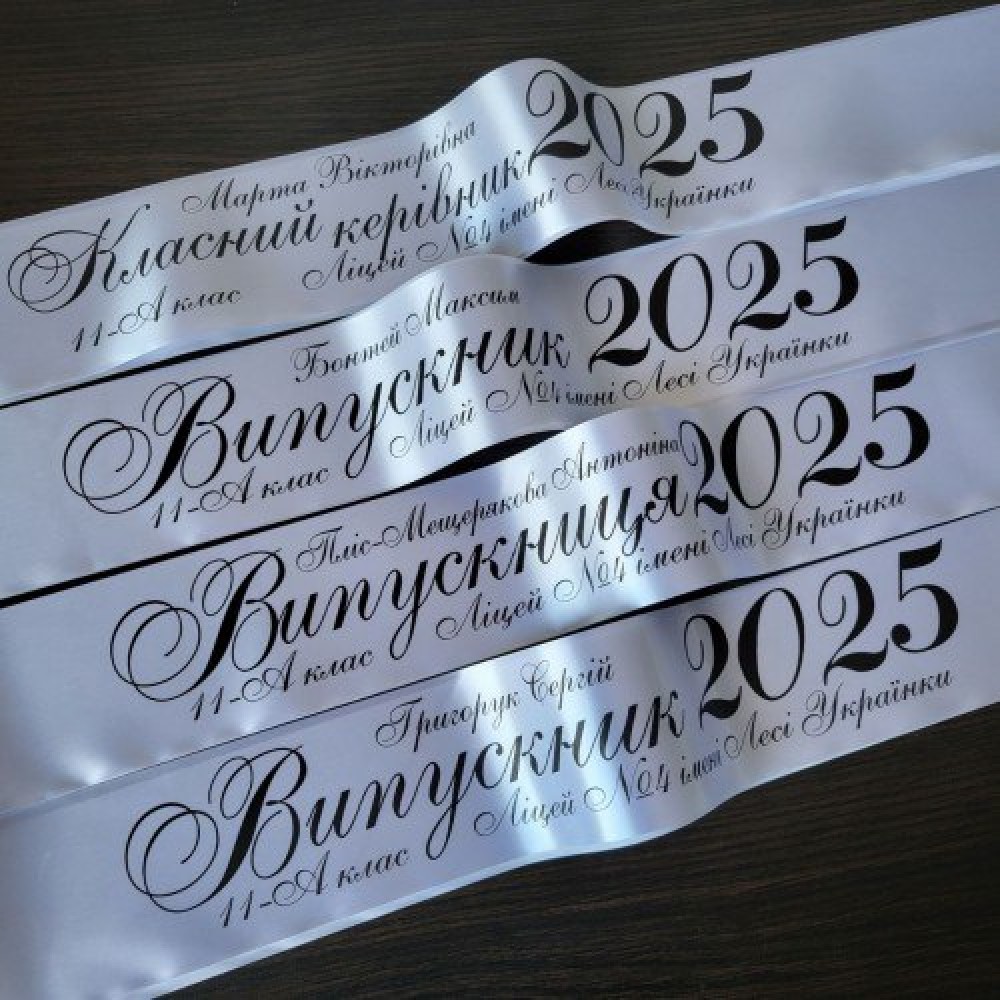 Марта Вікторівна
Класний керівник 2025
11-А клас Ліцей №4 імені Лесі Українки
Бонтей Максим
Випускник 2025
11-А клас Ліцей №4 імені Лесі Українки
Пліс-Мещерякова Антоніна
Випускниця 2025
11-А клас Ліцей №4 імені Лесі Українки
Григорук Сергій
Випускник 2025
11-А клас Ліцей №4 імені Лесі Українки